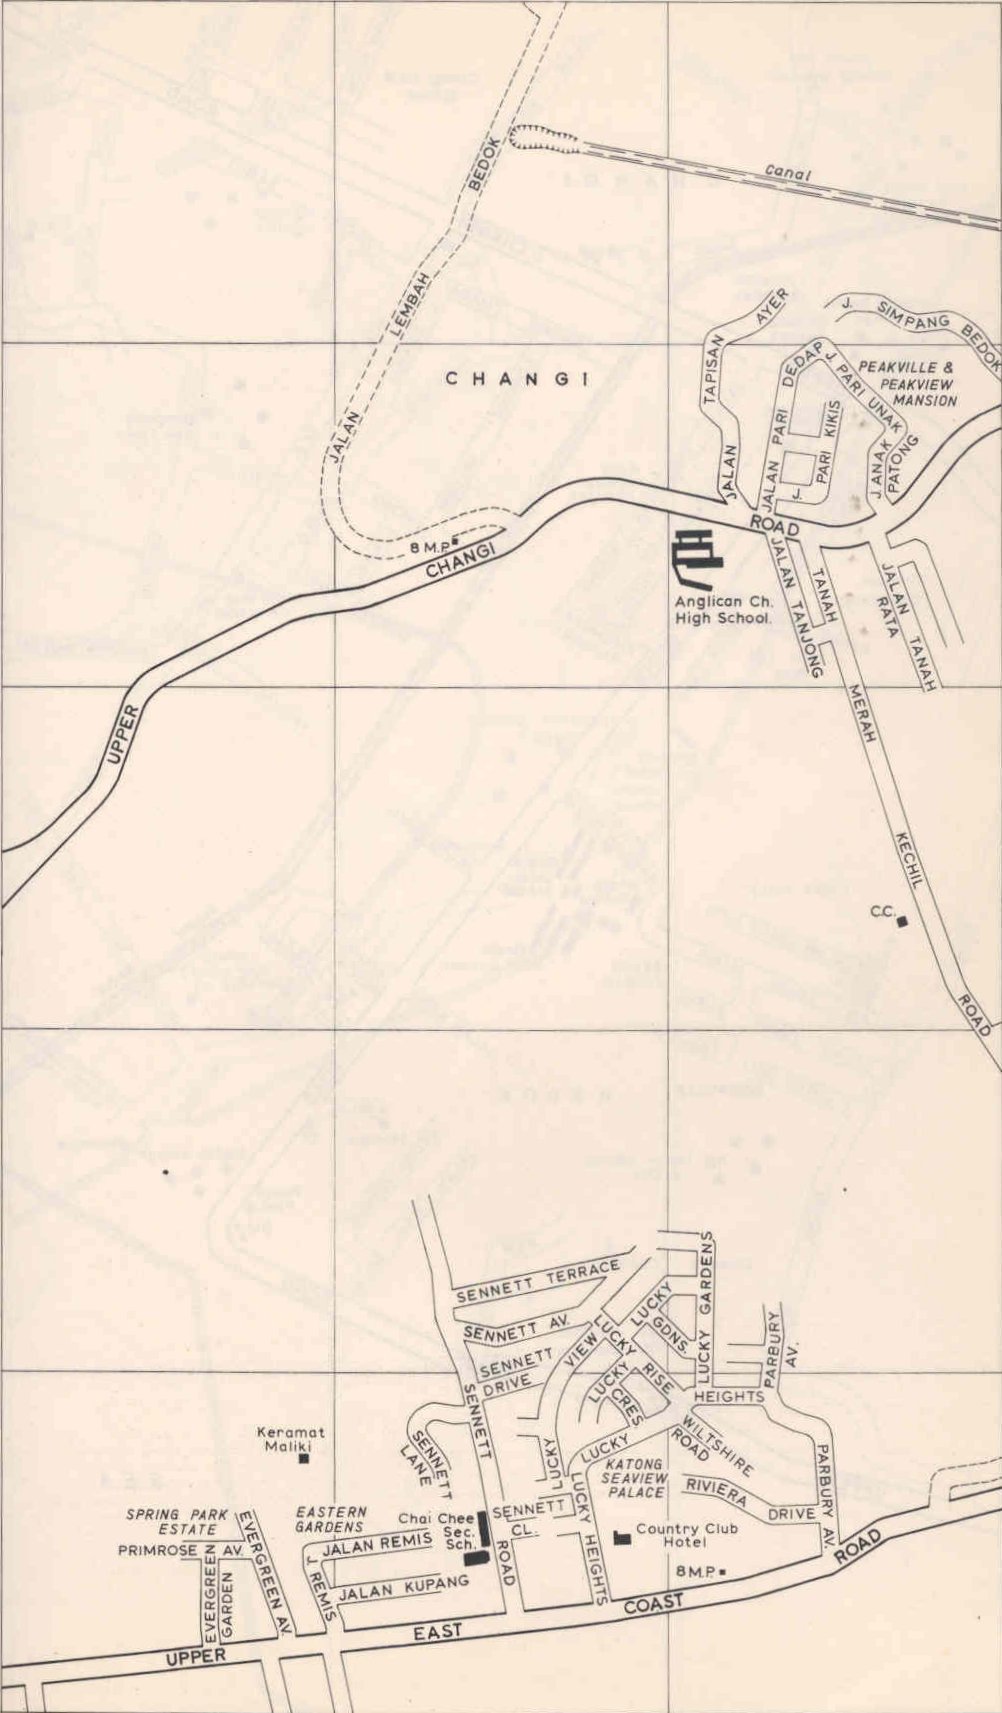 Canal
JALAN LEMBAH BEDOK
CHANGI
JALAN TAPISAN AYER
J. SIMPANG BEDOK
JALAN PARI DEDAP
J. PARI UNAK
PEAKVILLE &
PEAKVIEW
MANSION
J. PARI KIKIS
J. ANAK
PATONG
8 M.P.
UPPER CHANGI ROAD
Anglican Ch.
High School.
JALAN TANJONG
TANAH MERAH KECHIL ROAD
JALAN TANAH
RATA
C.C.
SENNETT TERRACE
SENNETT AV.
SENNETT
DRIVE
LUCKY VIEW
LUCKY RISE
LUCKY
GDNS.
LUCKY GARDENS
LUCKY
CRES
PARBURY
AV.
LUCKY HEIGHTS
WILTSHIRE
ROAD
SENNETT
LANE
SENNETT ROAD
Keramat
Maliki
KATONG
SEAVIEW
PALACE
RIVIERA DRIVE
PARBURY AV.
SPRING PARK
ESTATE
EVERGREEN AV.
EASTERN
GARDENS
Chai Chee
Sec.
Sch.
SENNETT
CL.
LUCKY HEIGHTS
Country Club
Hotel
PRIMROSE AV.
EVERGREEN
GARDEN
JALAN REMIS
J. REMIS
JALAN KUPANG
8 M.P.
UPPER EAST COAST ROAD